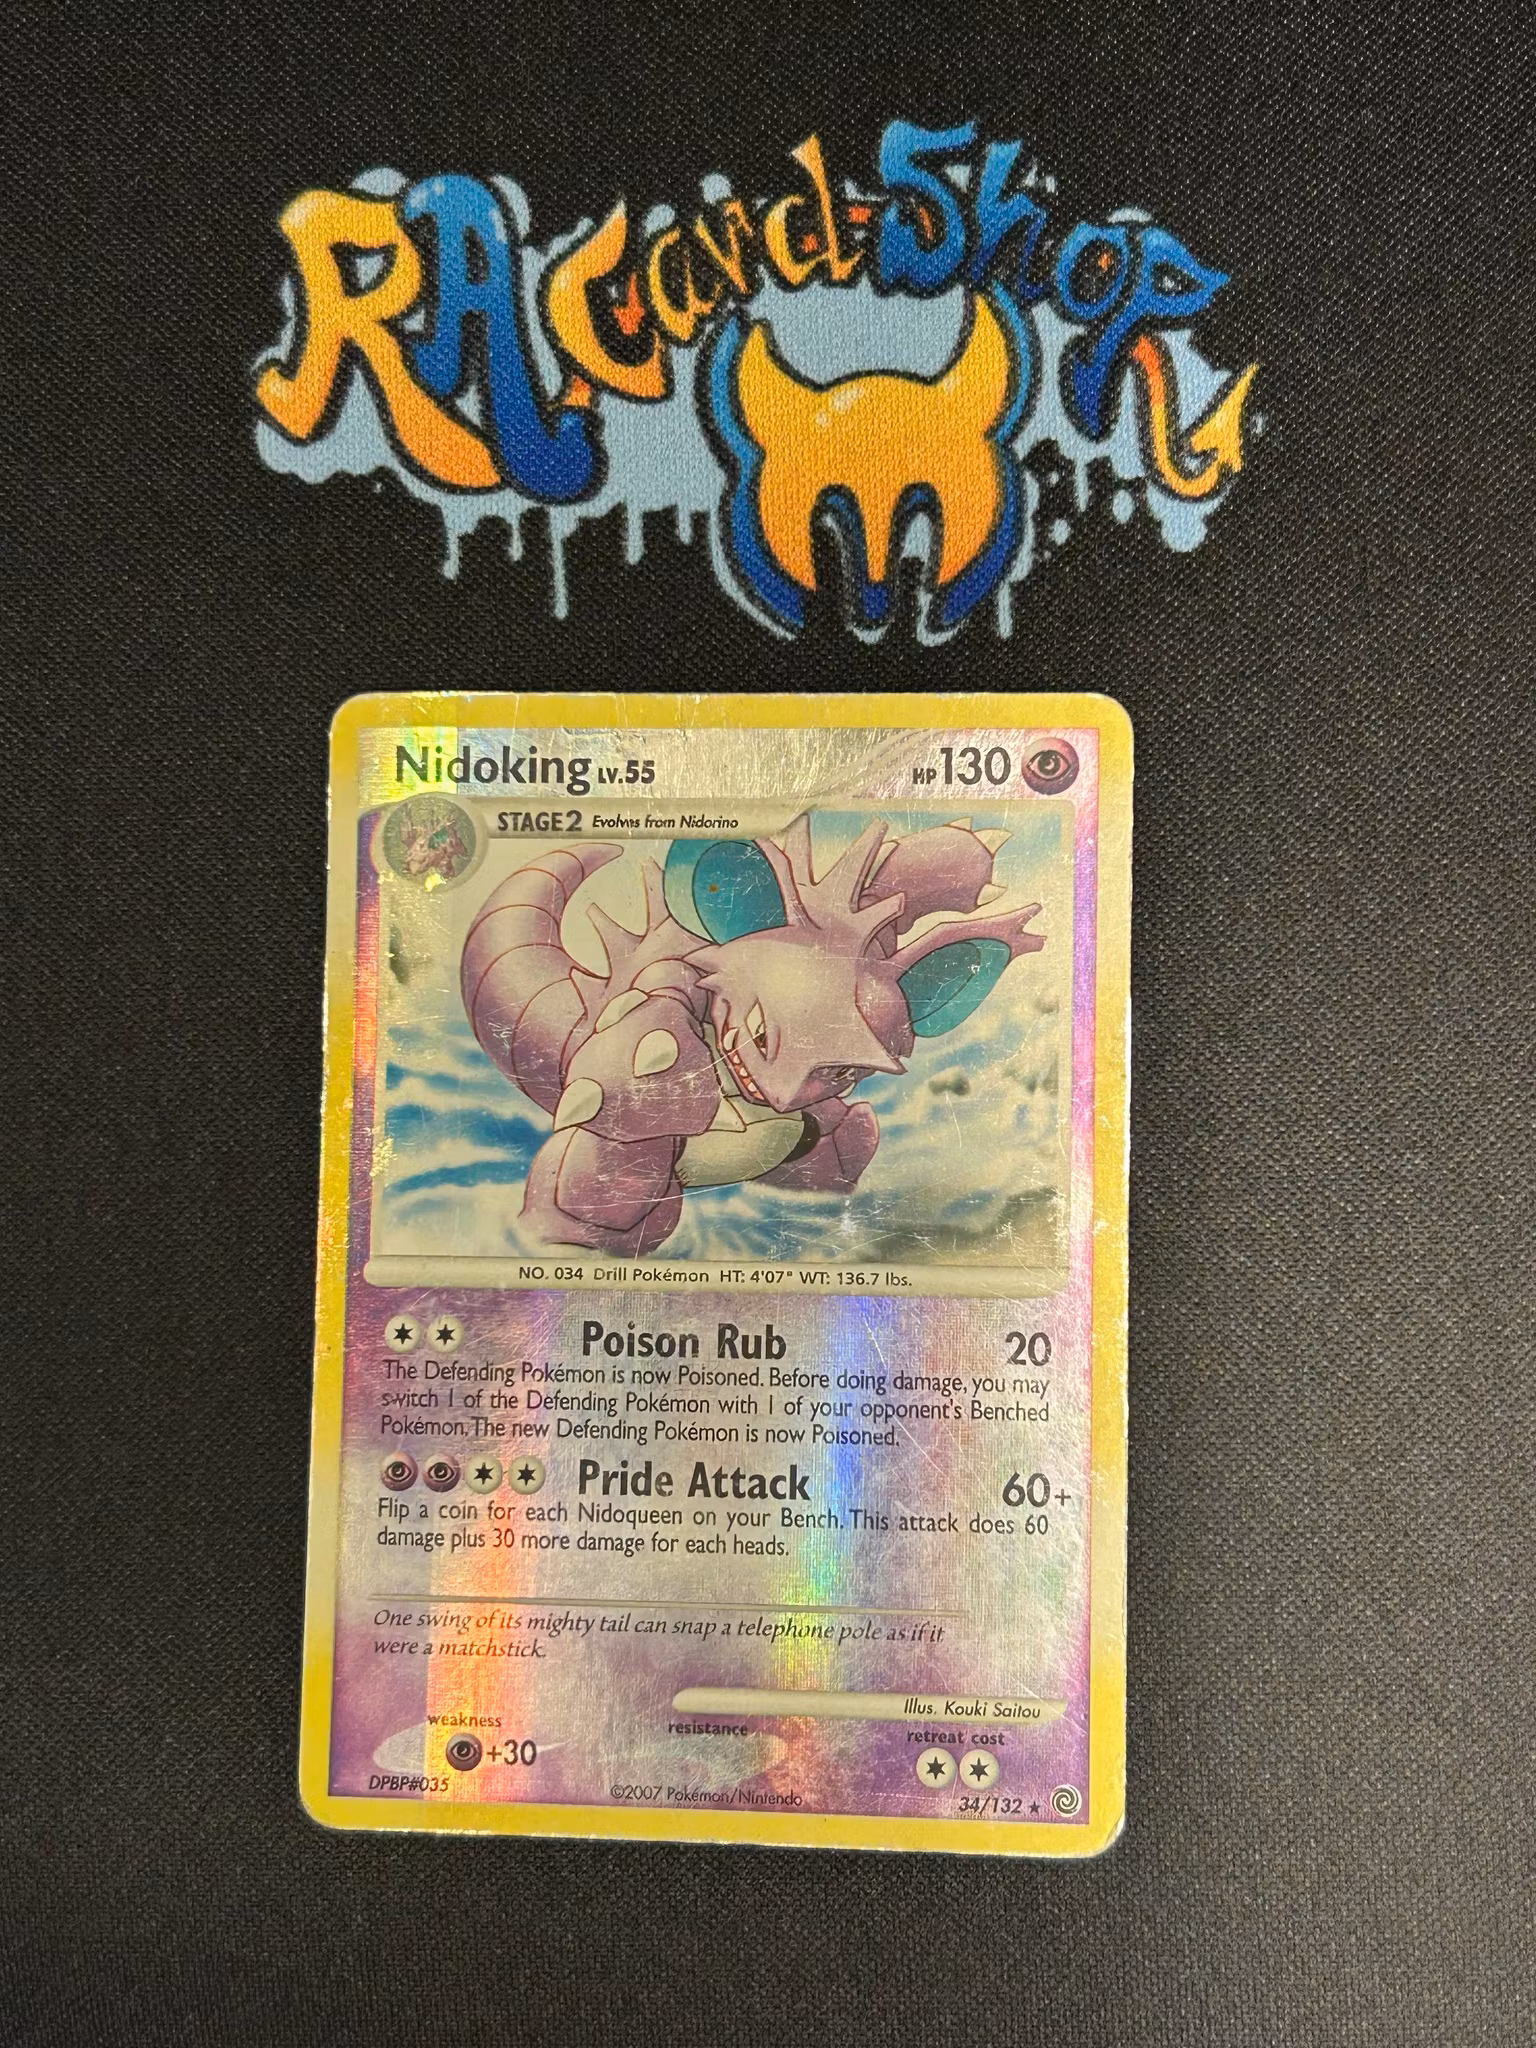 RA Card Shop
Nidoking LV.55 HP 130
STAGE2 Evolves from Nidorino
NO. 034 Drill Pokémon HT: 4'07" WT: 136.7 lbs.
Poison Rub 20
The Defending Pokémon is now Poisoned. Before doing damage, you may
switch 1 of the Defending Pokémon with 1 of your opponent's Benched
Pokémon. The new Defending Pokémon is now Poisoned.
Pride Attack 60+
Flip a coin for each Nidoqueen on your Bench. This attack does 60
damage plus 30 more damage for each heads.
One swing of its mighty tail can snap a telephone pole as if it
were a matchstick.
Illus. Kouki Saitou
weakness resistance retreat cost
+30
DPBP#035 ©2007 Pokémon/Nintendo 34/132 ★